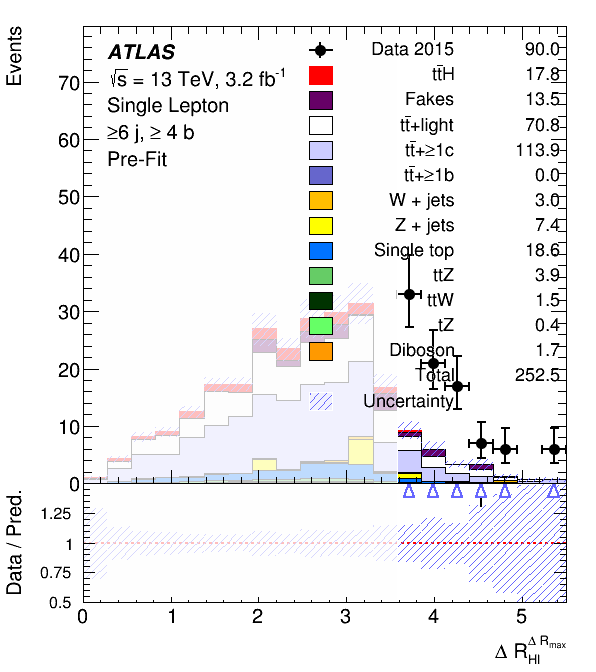 Events
70
60
50
40
30
20
10
0
ATLAS
√s = 13 TeV, 3.2 fb⁻¹
Single Lepton
≥6 j, ≥ 4 b
Pre-Fit
Data 2015 90.0
tt̄H 17.8
Fakes 13.5
tt̄+light 70.8
tt̄+≥1c 113.9
tt̄+≥1b 0.0
W + jets 3.0
Z + jets 7.4
Single top 18.6
ttZ 3.9
ttW 1.5
tZ 0.4
Diboson 1.7
Total 252.5
Uncertainty
Data / Pred.
1.25
1
0.75
0.5
0 1 2 3 4 5
Δ R_HI^Δ R_max